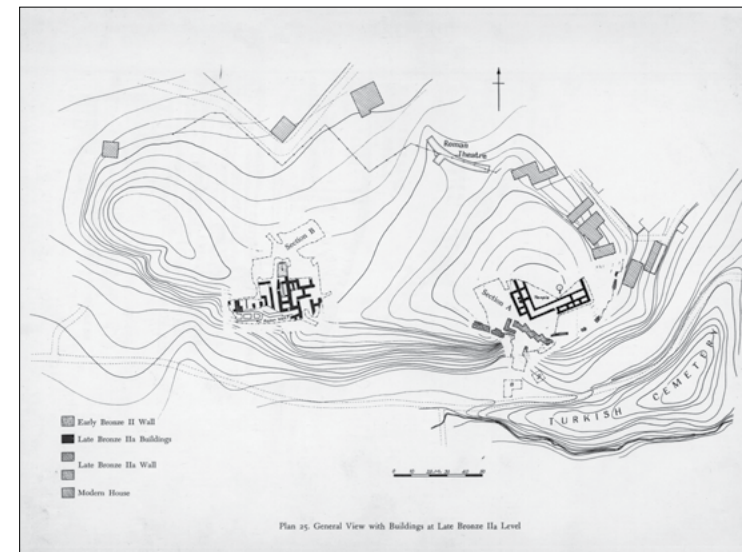 Roman
Theatre
Section B
Section A
TURKISH CEMETERY
Early Bronze II Wall
Late Bronze IIa Buildings
Late Bronze IIa Wall
Modern House
Plan 25. General View with Buildings at Late Bronze IIa Level